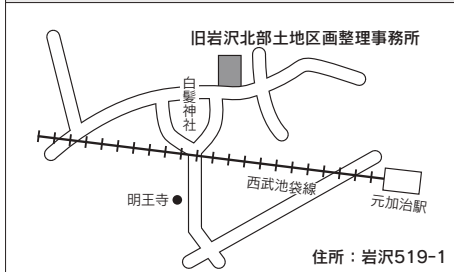 旧岩沢北部土地区画整理事務所
白髪神社
西武池袋線
元加治駅
明王寺
住所：岩沢519-1